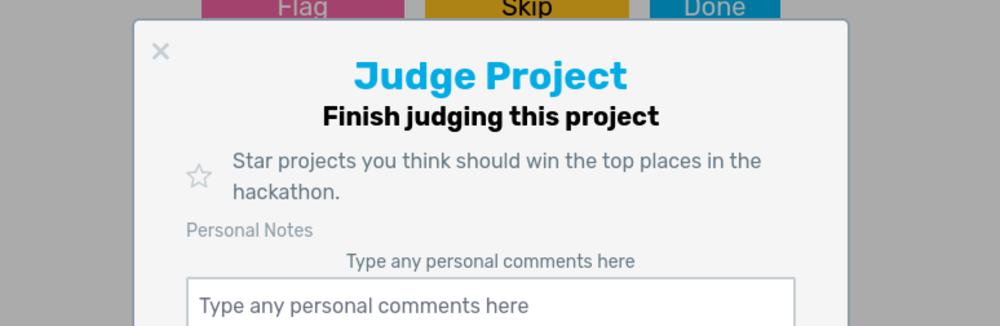 Flag Skip Done
Judge Project
Finish judging this project
Star projects you think should win the top places in the
hackathon.
Personal Notes
Type any personal comments here
Type any personal comments here